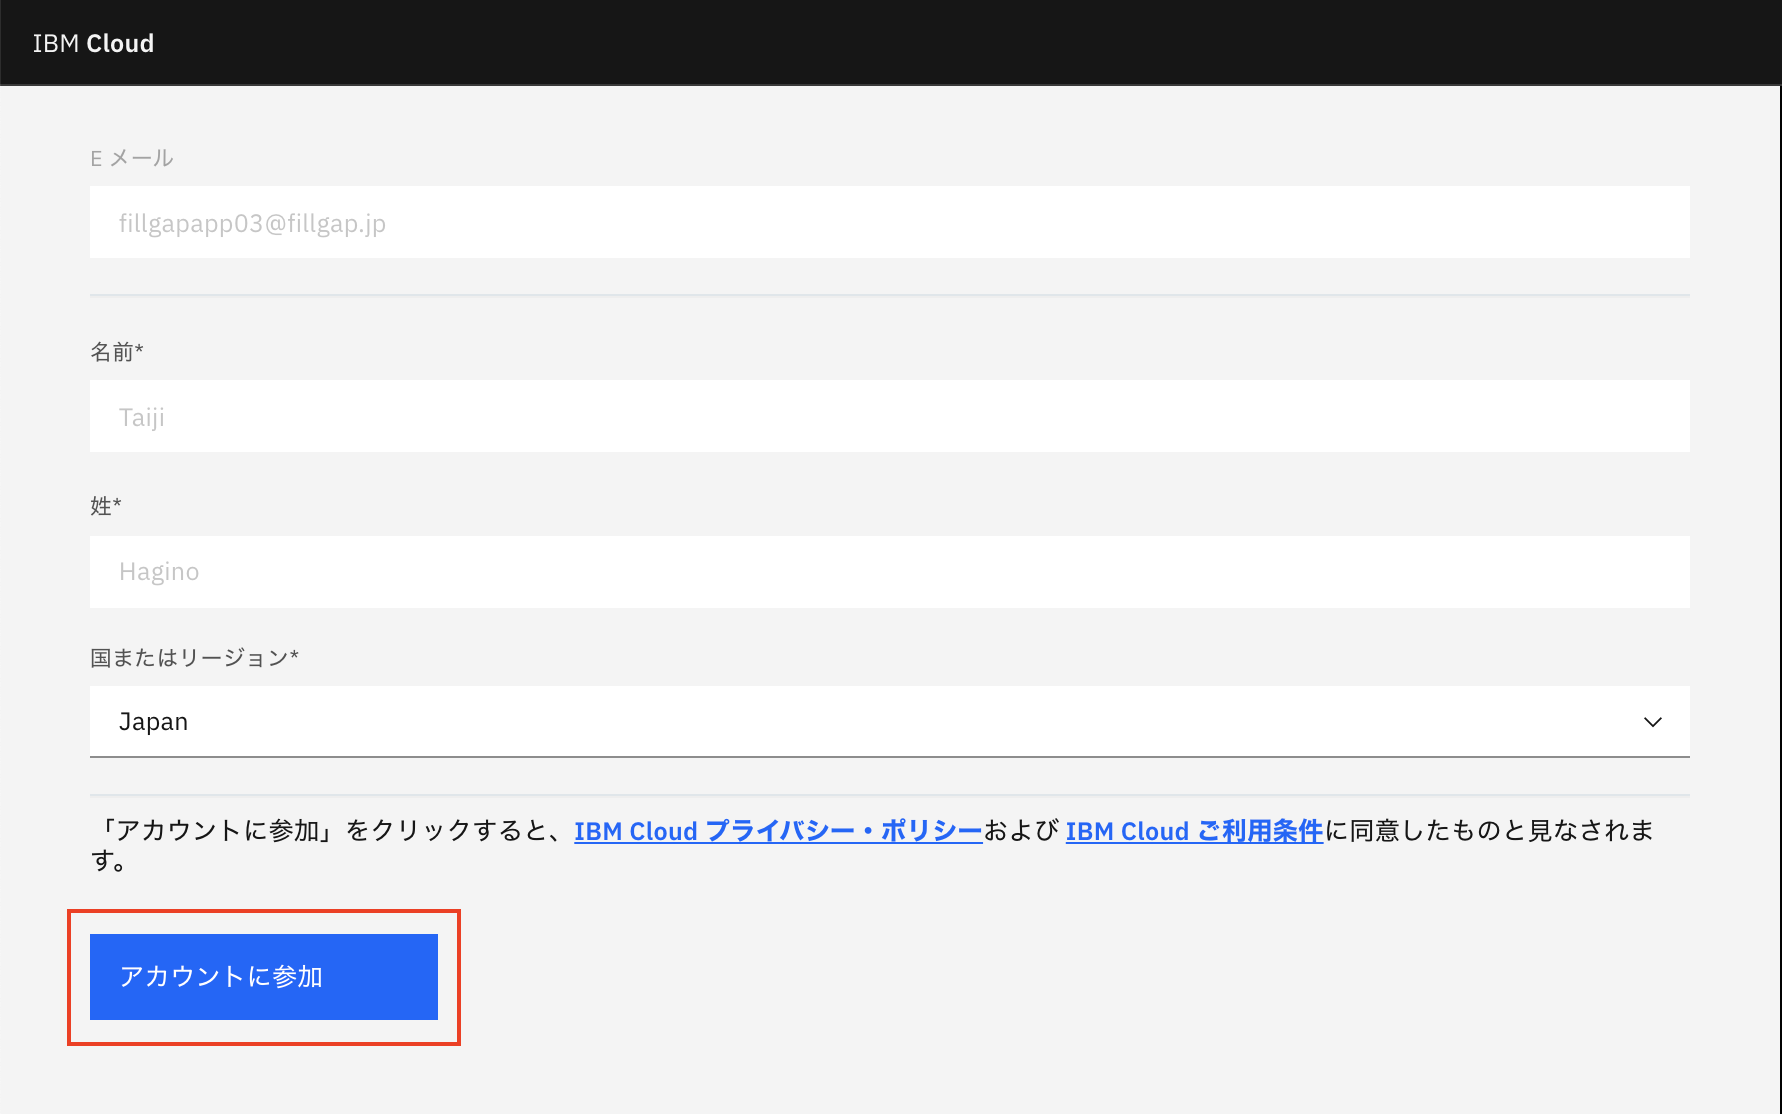 IBM Cloud
E メール
fillgapapp03@fillgap.jp
名前*
Taiji
姓*
Hagino
国またはリージョン*
Japan
「アカウントに参加」をクリックすると、IBM Cloud プライバシー・ポリシーおよび IBM Cloud ご利用条件に同意したものと見なされま
す。
アカウントに参加